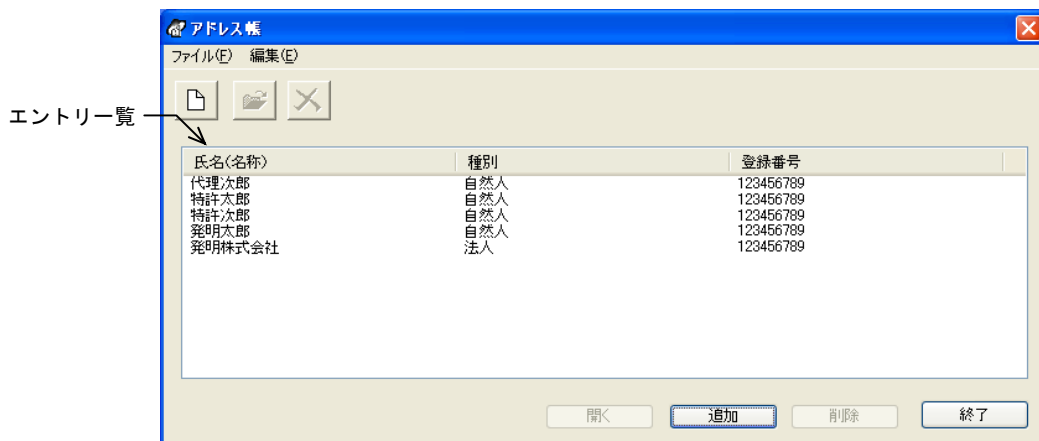 アドレス帳
ファイル(F) 編集(E)
エントリ一覧
氏名(名称) 種別 登録番号
代理次郎 自然人 123456789
特許太郎 自然人 123456789
特許次郎 自然人 123456789
発明太郎 自然人 123456789
発明株式会社 法人 123456789
開く 追加 削除 終了